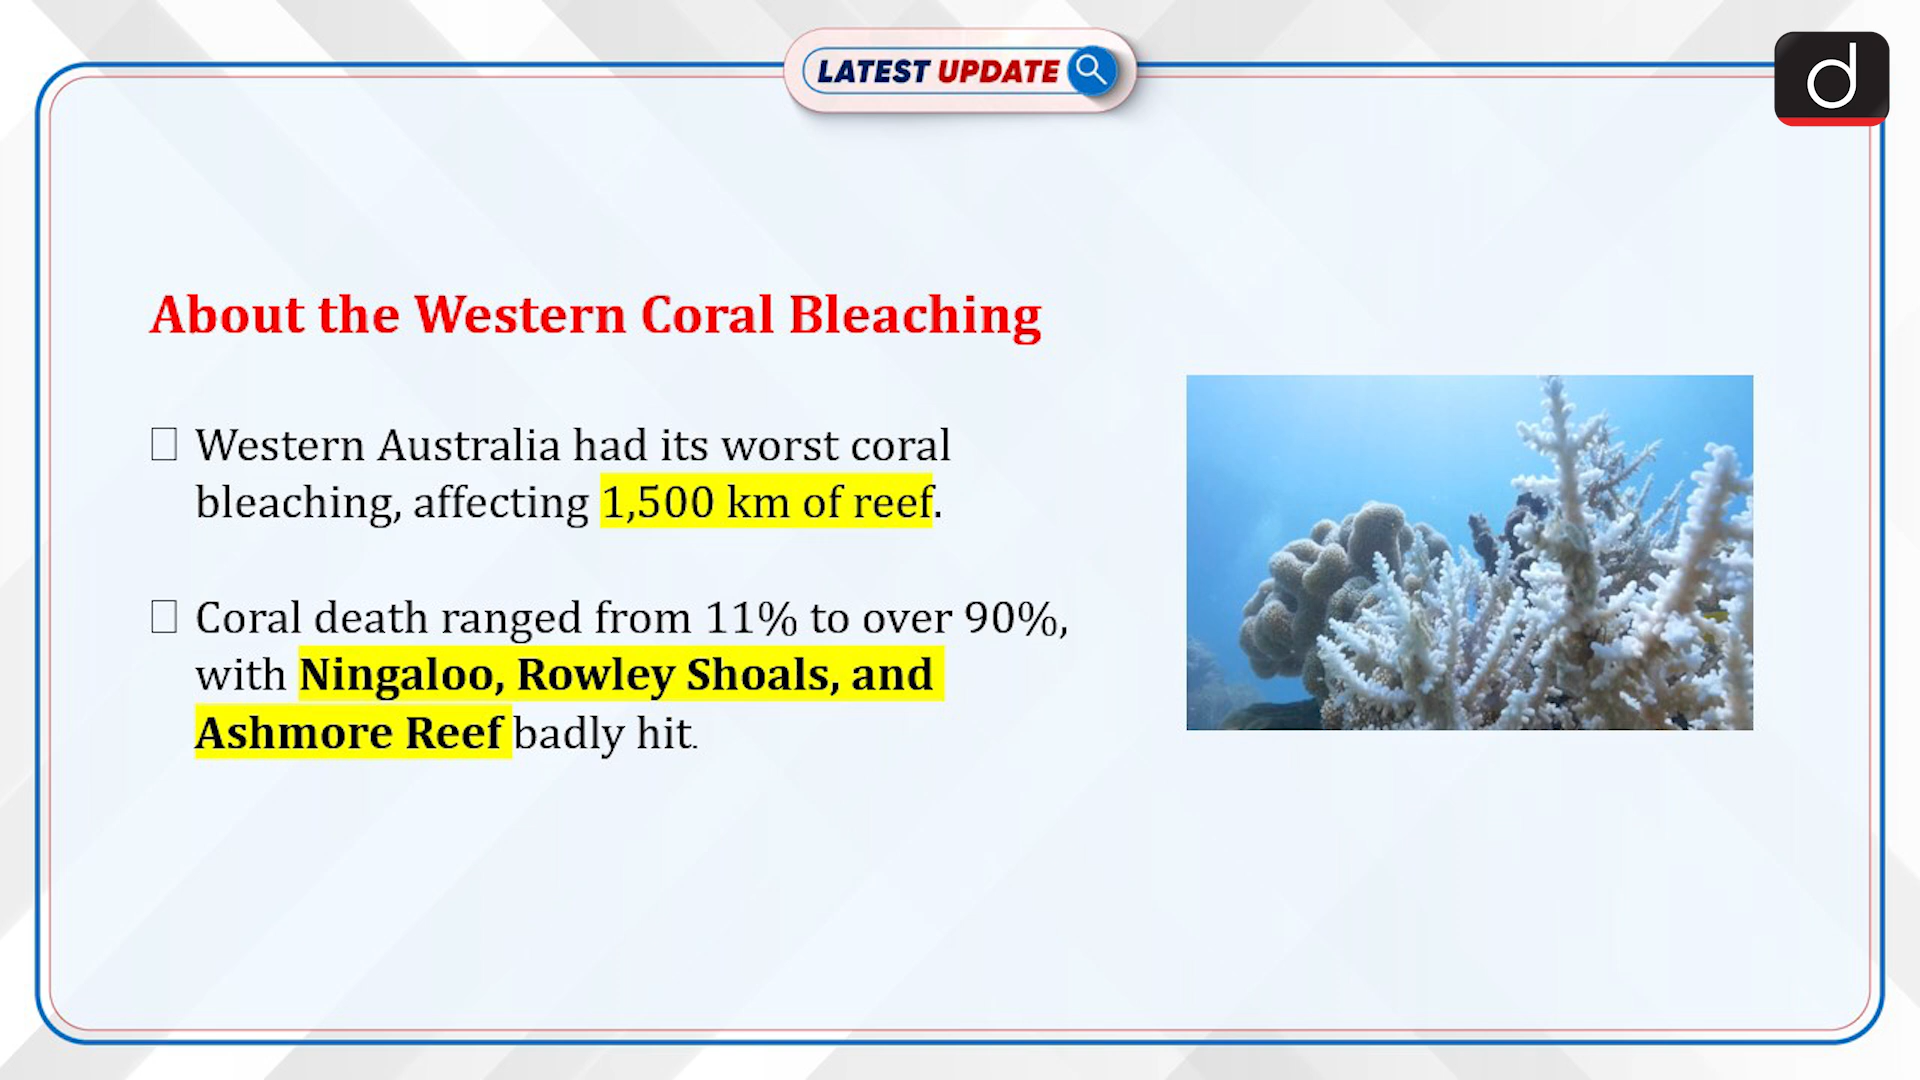 LATEST UPDATE
d
About the Western Coral Bleaching
Western Australia had its worst coral
bleaching, affecting 1,500 km of reef.
Coral death ranged from 11% to over 90%,
with Ningaloo, Rowley Shoals, and
Ashmore Reef badly hit.